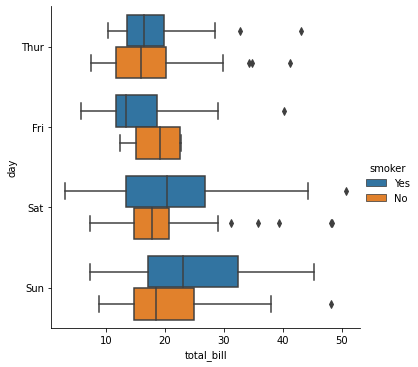 Thur
Fri
Sat
Sun
day
10 20 30 40 50
total_bill
smoker
Yes
No